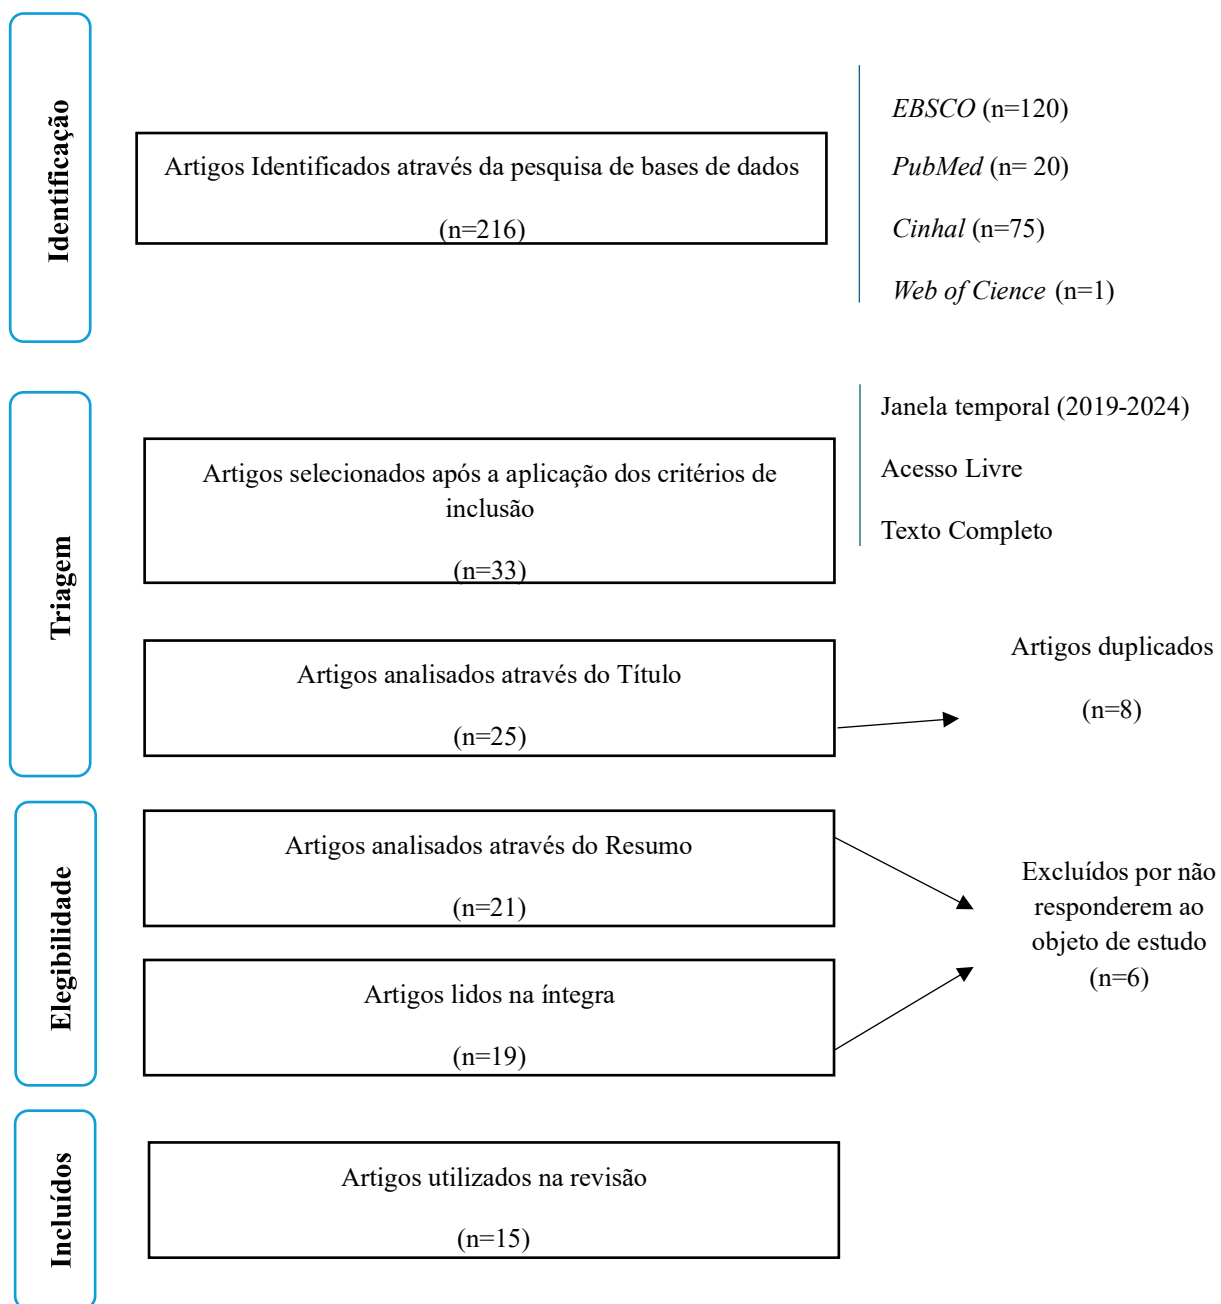 Identificação
Artigos Identificados através da pesquisa de bases de dados
(n=216)
EBSCO (n=120)
PubMed (n= 20)
Cinhal (n=75)
Web of Cience (n=1)
Triagem
Artigos selecionados após a aplicação dos critérios de
inclusão
(n=33)
Janela temporal (2019-2024)
Acesso Livre
Texto Completo
Artigos analisados através do Título
(n=25)
Artigos duplicados
(n=8)
Elegibilidade
Artigos analisados através do Resumo
(n=21)
Artigos lidos na íntegra
(n=19)
Excluídos por não
responderem ao
objeto de estudo
(n=6)
Incluídos
Artigos utilizados na revisão
(n=15)